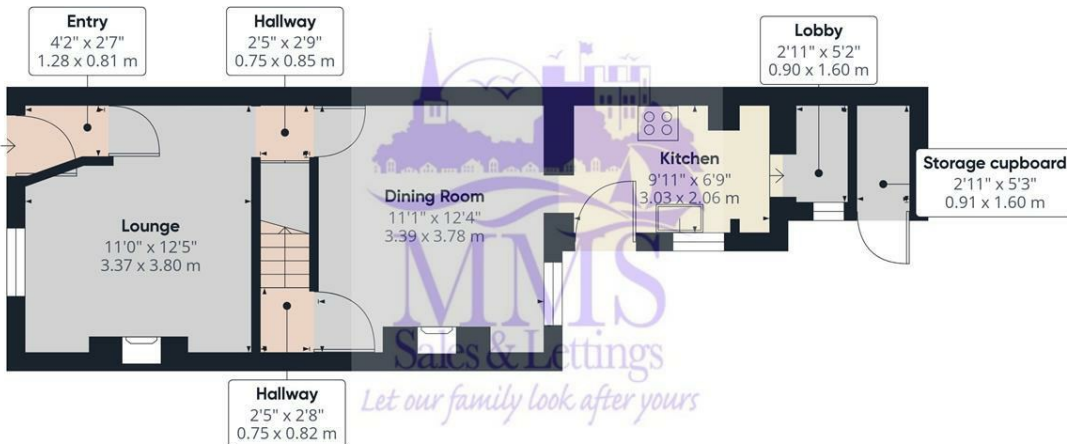 Entry
4'2" x 2'7"
1.28 x 0.81 m
Hallway
2'5" x 2'9"
0.75 x 0.85 m
Lobby
2'11" x 5'2"
0.90 x 1.60 m
Lounge
11'0" x 12'5"
3.37 x 3.80 m
Dining Room
11'1" x 12'4"
3.39 x 3.78 m
Kitchen
9'11" x 6'9"
3.03 x 2.06 m
Storage cupboard
2'11" x 5'3"
0.91 x 1.60 m
Hallway
2'5" x 2'8"
0.75 x 0.82 m
MMS
Sales & Lettings
Let our family look after yours